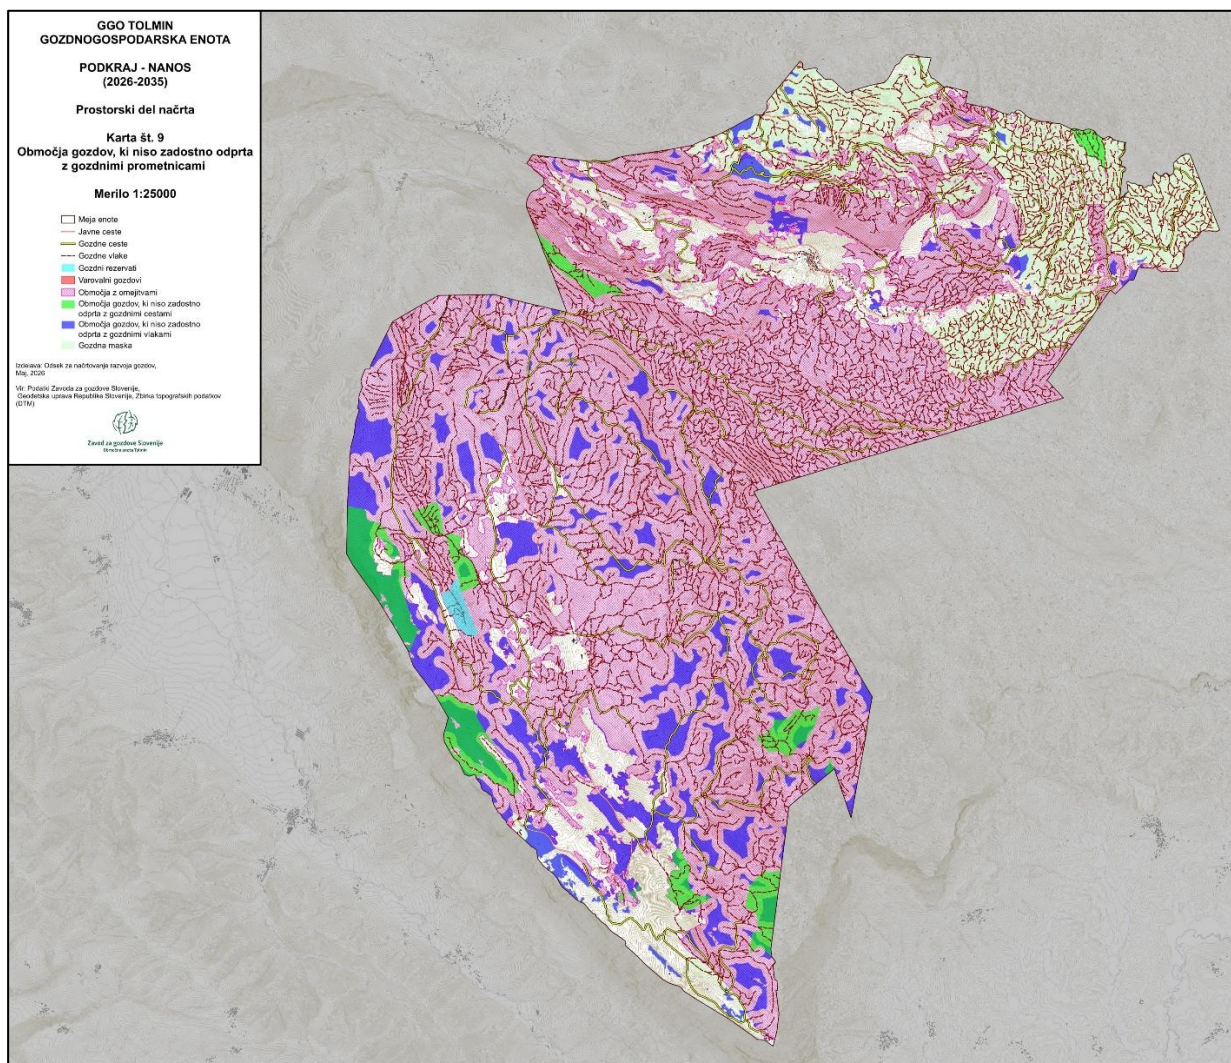 GGO TOLMIN
GOZDNOGOSPODARSKA ENOTA
PODKRAJ - NANOS
(2026-2035)
Prostorski del načrta
Karta št. 9
Območja gozdov, ki niso zadostno odprta
z gozdnimi prometnicami
Merilo 1:25000
Meja enote
Javne ceste
Gozdne ceste
Gozdne vlake
Gozdni rezervati
Varovalni gozdovi
Območja z omejitvami
Območja gozdov, ki niso zadostno
odprta z gozdnimi cestami
Območja gozdov, ki niso zadostno
odprta z gozdnimi vlakami
Gozdna maska
Izdelava: Odsek za načrtovanje razvoja gozdov,
Maj, 2026
Vir: Podatki Zavoda za gozdove Slovenije,
Geodetska uprava Republike Slovenije, Zbirka topografskih podatkov
(DTM)
Zavod za gozdove Slovenije
Območna enota Tolmin